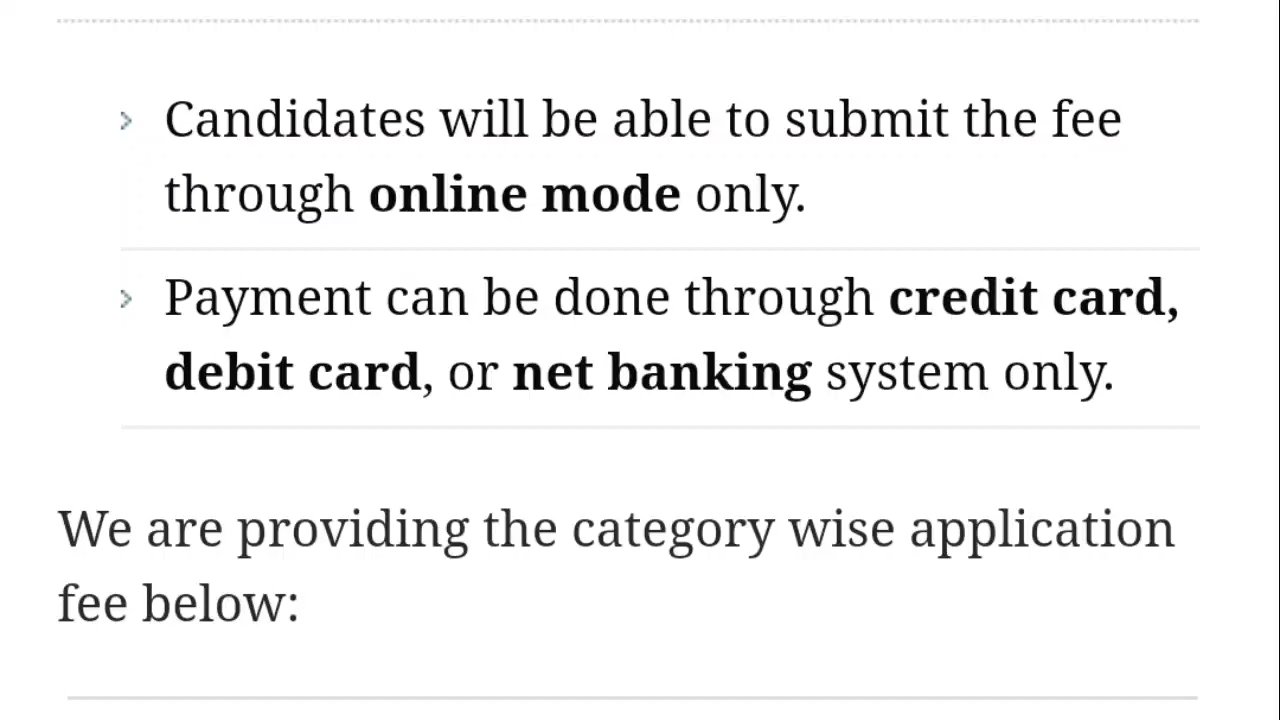 Candidates will be able to submit the fee
through online mode only.
Payment can be done through credit card,
debit card, or net banking system only.
We are providing the category wise application
fee below: